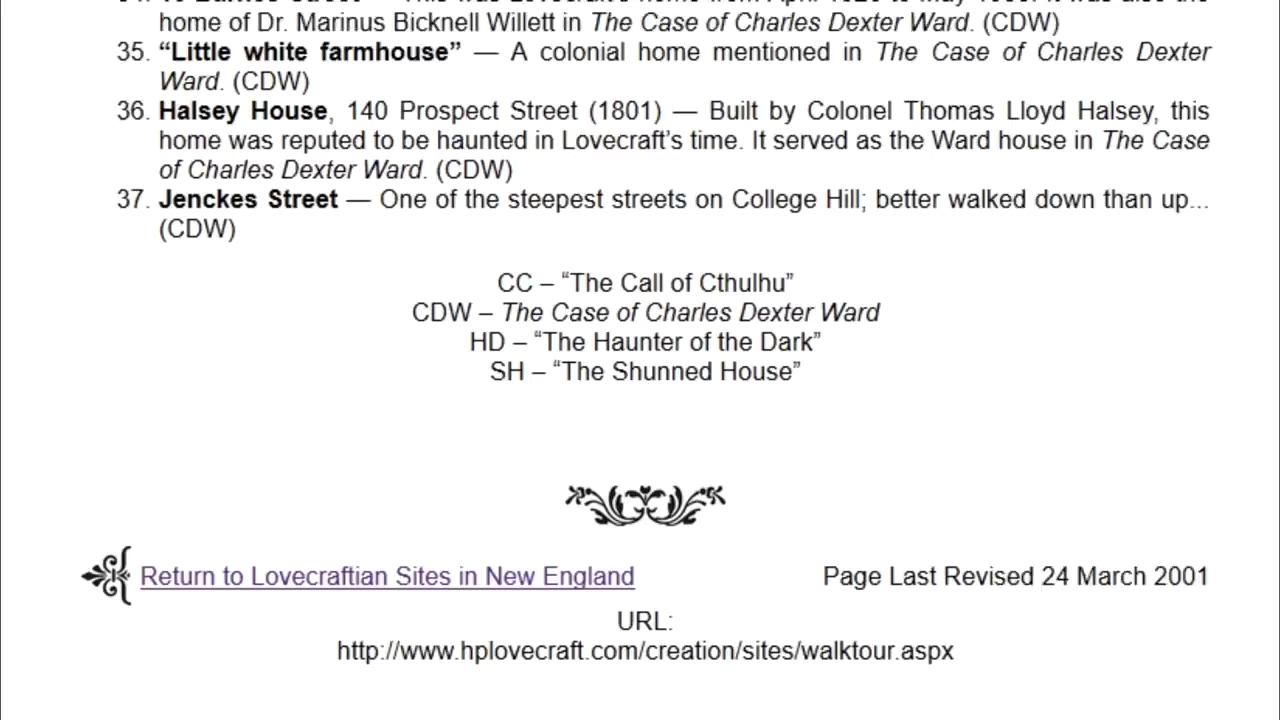 home of Dr. Marinus Bicknell Willett in The Case of Charles Dexter Ward. (CDW)
35. “Little white farmhouse” — A colonial home mentioned in The Case of Charles Dexter
Ward. (CDW)
36. Halsey House, 140 Prospect Street (1801) — Built by Colonel Thomas Lloyd Halsey, this
home was reputed to be haunted in Lovecraft’s time. It served as the Ward house in The Case
of Charles Dexter Ward. (CDW)
37. Jenckes Street — One of the steepest streets on College Hill; better walked down than up...
(CDW)
CC – “The Call of Cthulhu”
CDW – The Case of Charles Dexter Ward
HD – “The Haunter of the Dark”
SH – “The Shunned House”
Return to Lovecraftian Sites in New England Page Last Revised 24 March 2001
URL:
http://www.hplovecraft.com/creation/sites/walktour.aspx